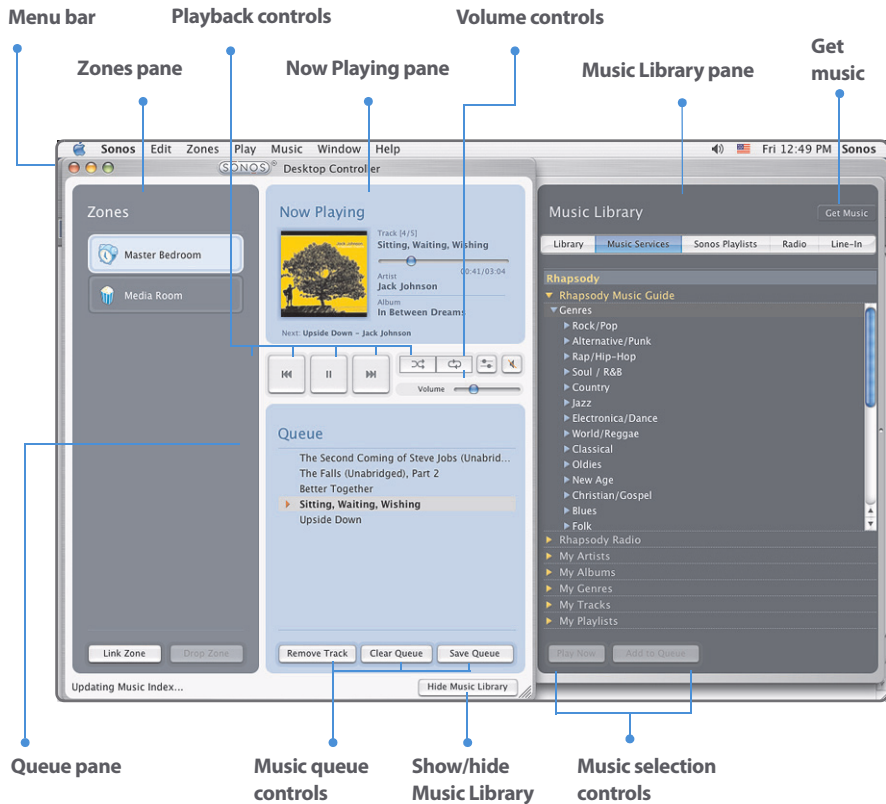 Menu bar
Playback controls
Volume controls
Zones pane
Now Playing pane
Music Library pane
Get
music
Sonos Edit Zones Play Music Window Help
Fri 12:49 PM Sonos
SONOS® Desktop Controller
Zones
Master Bedroom
Media Room
Link Zone
Drop Zone
Updating Music Index...
Now Playing
Jack Johnson
Track [4/5]
Sitting, Waiting, Wishing
00:41/03:04
Artist
Jack Johnson
Album
In Between Dreams
Next: Upside Down – Jack Johnson
Volume
Queue
The Second Coming of Steve Jobs (Unabrid...
The Falls (Unabridged), Part 2
Better Together
Sitting, Waiting, Wishing
Upside Down
Remove Track
Clear Queue
Save Queue
Hide Music Library
Music Library
Get Music
Library
Music Services
Sonos Playlists
Radio
Line-In
Rhapsody
Rhapsody Music Guide
Genres
Rock/Pop
Alternative/Punk
Rap/Hip-Hop
Soul / R&B
Country
Jazz
Electronica/Dance
World/Reggae
Classical
Oldies
New Age
Christian/Gospel
Blues
Folk
Rhapsody Radio
My Artists
My Albums
My Genres
My Tracks
My Playlists
Play Now
Add to Queue
Queue pane
Music queue
controls
Show/hide
Music Library
Music selection
controls